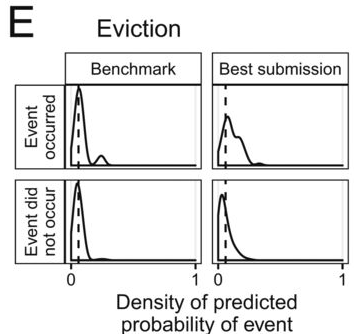 E
Eviction
Benchmark
Best submission
Event
occurred
Event did
not occur
0
1
0
1
Density of predicted
probability of event